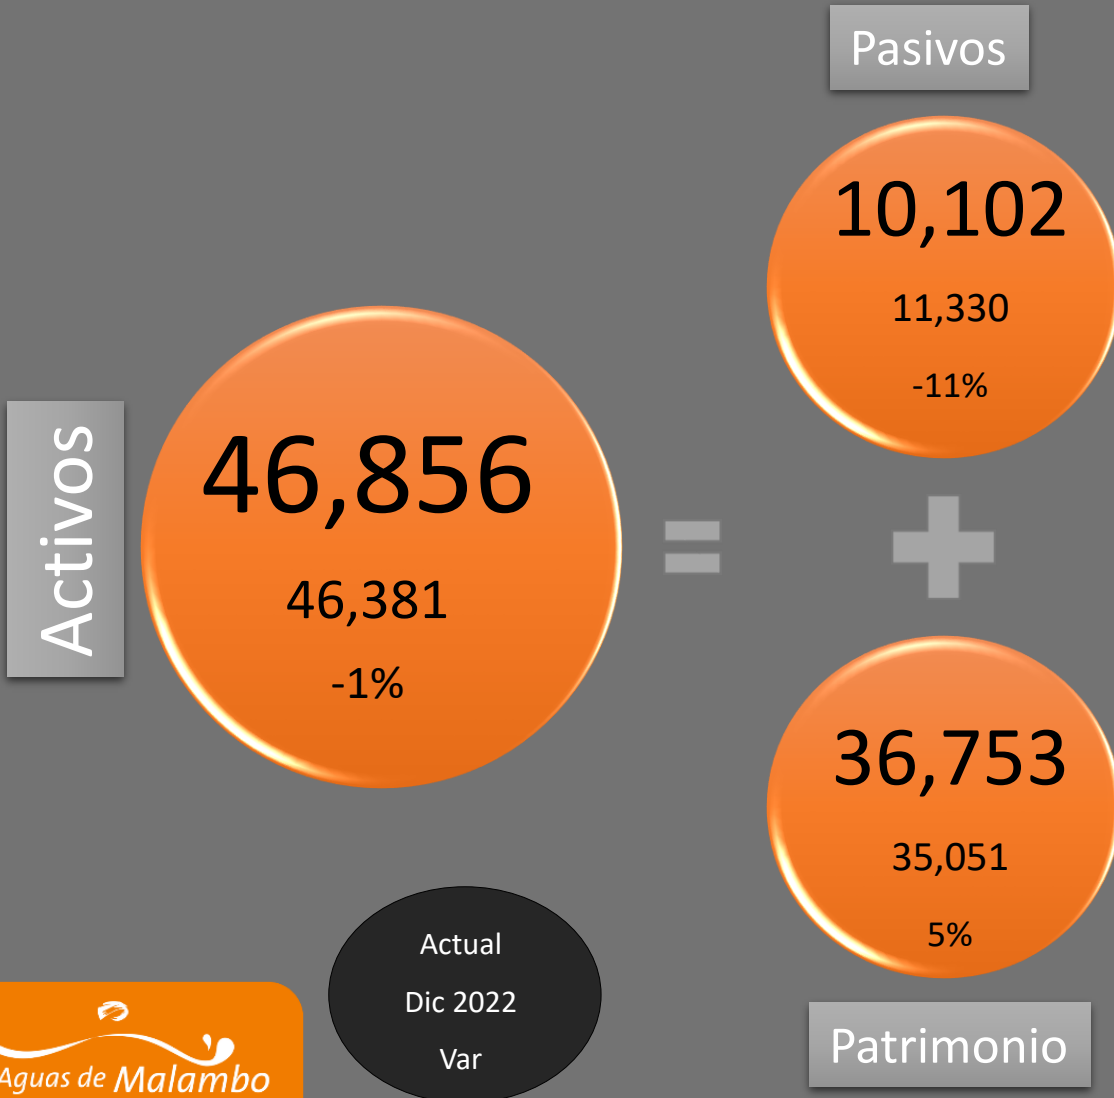 Activos
46,856
46,381
-1%
=
Pasivos
10,102
11,330
-11%
+
36,753
35,051
5%
Patrimonio
Actual
Dic 2022
Var
Aguas de Malambo